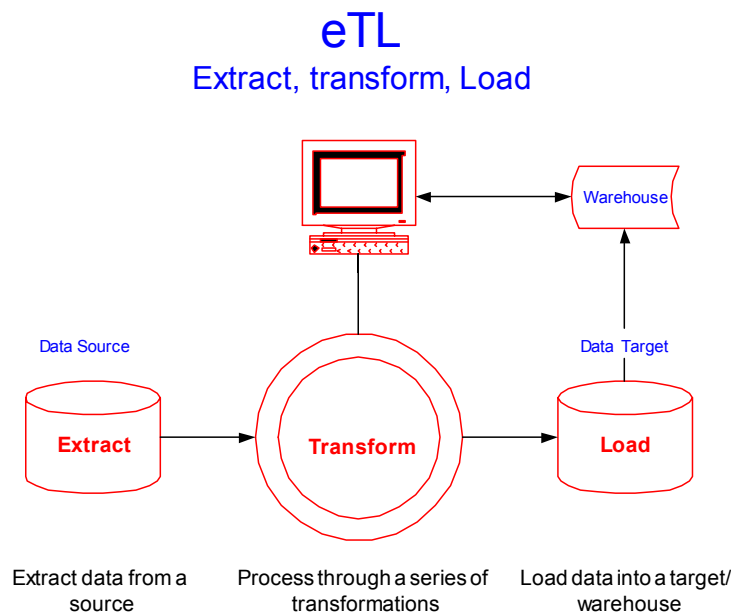 eTL
Extract, transform, Load
Warehouse
Data Source
Data Target
Extract
Transform
Load
Extract data from a
source
Process through a series of
transformations
Load data into a target/
warehouse